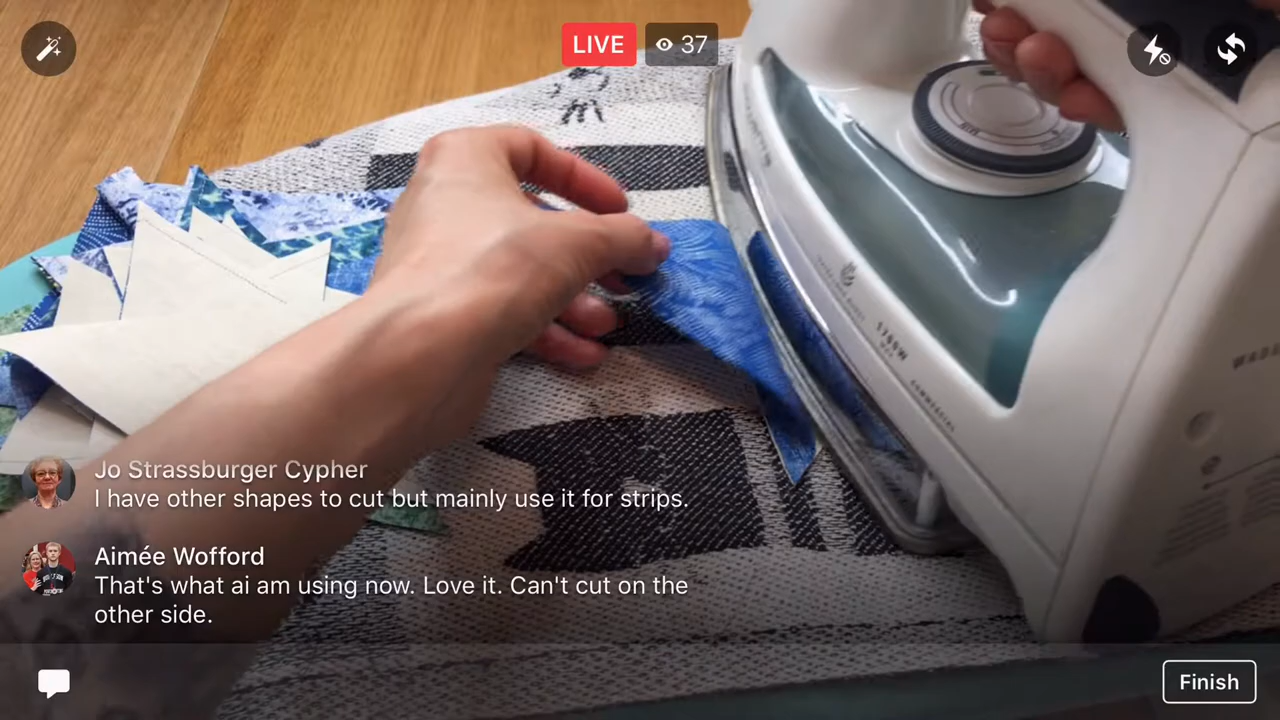 LIVE
37
1700W
Jo Strassburger Cypher
I have other shapes to cut but mainly use it for strips.
Aimée Wofford
That's what ai am using now. Love it. Can't cut on the
other side.
Finish